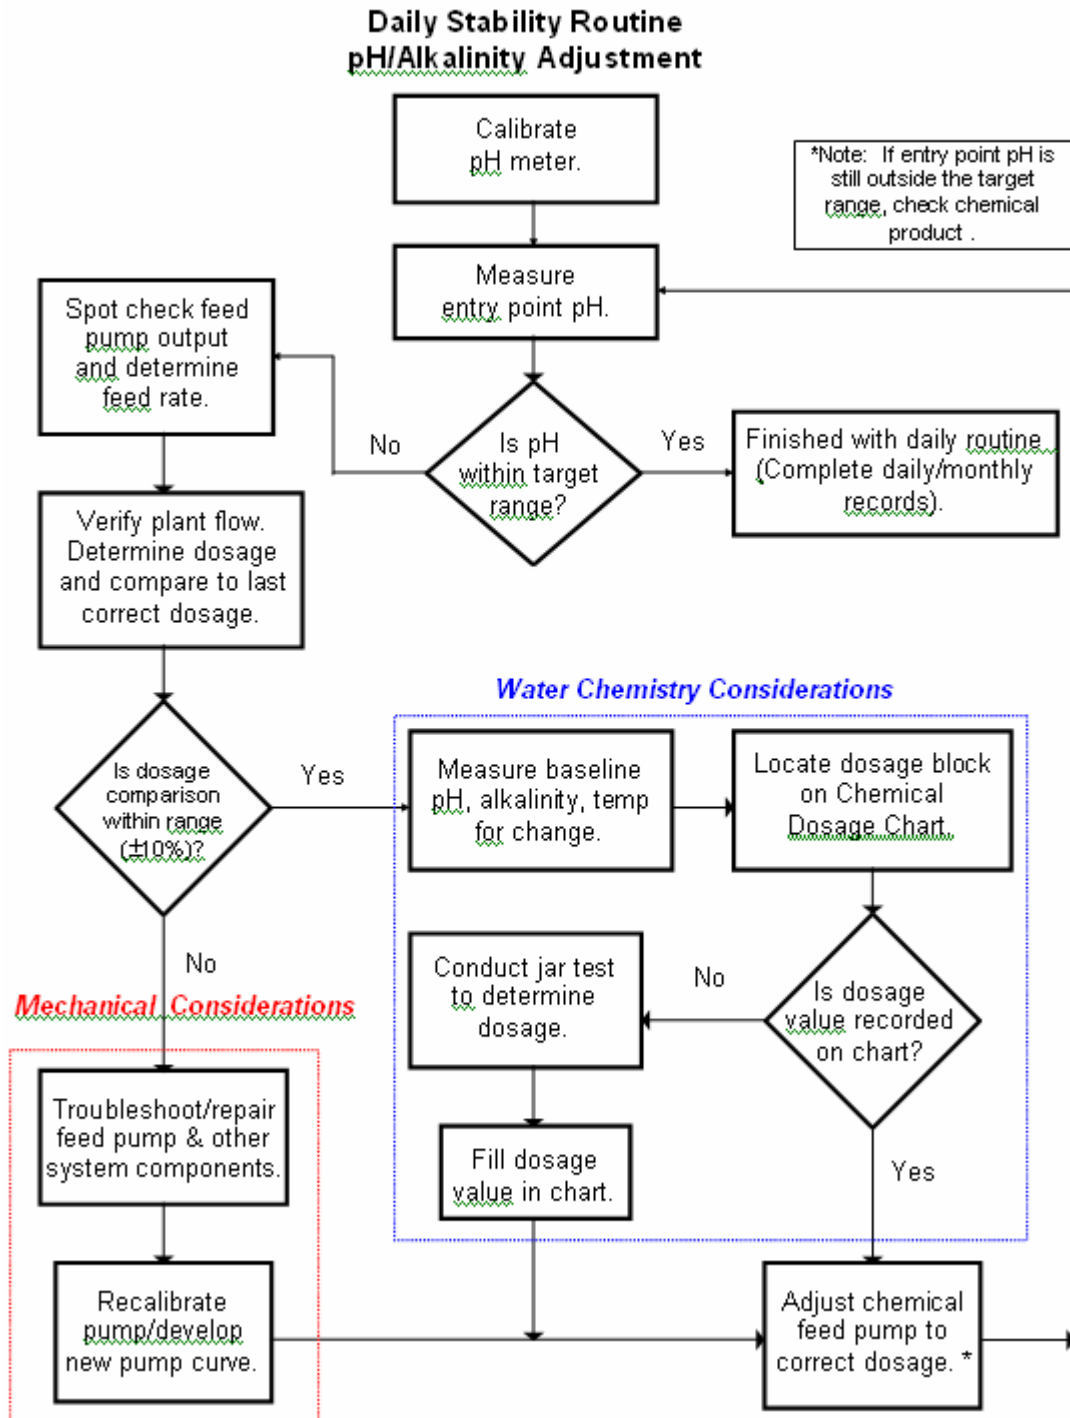 Daily Stability Routine
pH/Alkalinity Adjustment
Calibrate
pH meter.
*Note:  If entry point pH is
still outside the target
range, check chemical
product .
Measure
entry point pH.
Spot check feed
pump output
and determine
feed rate.
No
Is pH
within target
range?
Yes
Finished with daily routine
(Complete daily/monthly
records).
Verify plant flow.
Determine dosage
and compare to last
correct dosage.
Water Chemistry Considerations
Is dosage
comparison
within range
(±10%)?
Yes
Measure baseline
pH, alkalinity, temp
for change.
Locate dosage block
on Chemical
Dosage Chart.
No
Mechanical  Considerations
Conduct jar test
to determine
dosage.
No
Is dosage
value recorded
on chart?
Troubleshoot/repair
feed pump & other
system components.
Fill dosage
value in chart.
Yes
Recalibrate
pump/develop
new pump curve.
Adjust chemical
feed pump to
correct dosage. *